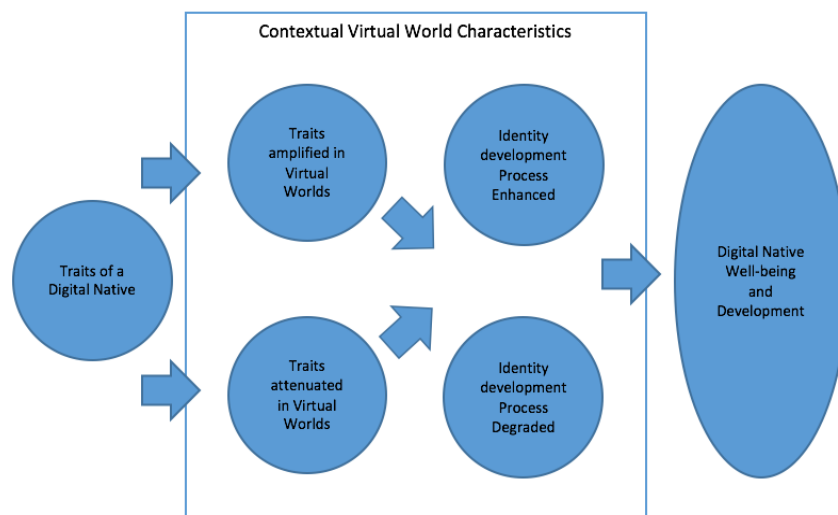 Contextual Virtual World Characteristics
Traits of a
Digital Native
Traits
amplified in
Virtual
Worlds
Traits
attenuated
in Virtual
Worlds
Identity
development
Process
Enhanced
Identity
development
Process
Degraded
Digital Native
Well-being
and
Development